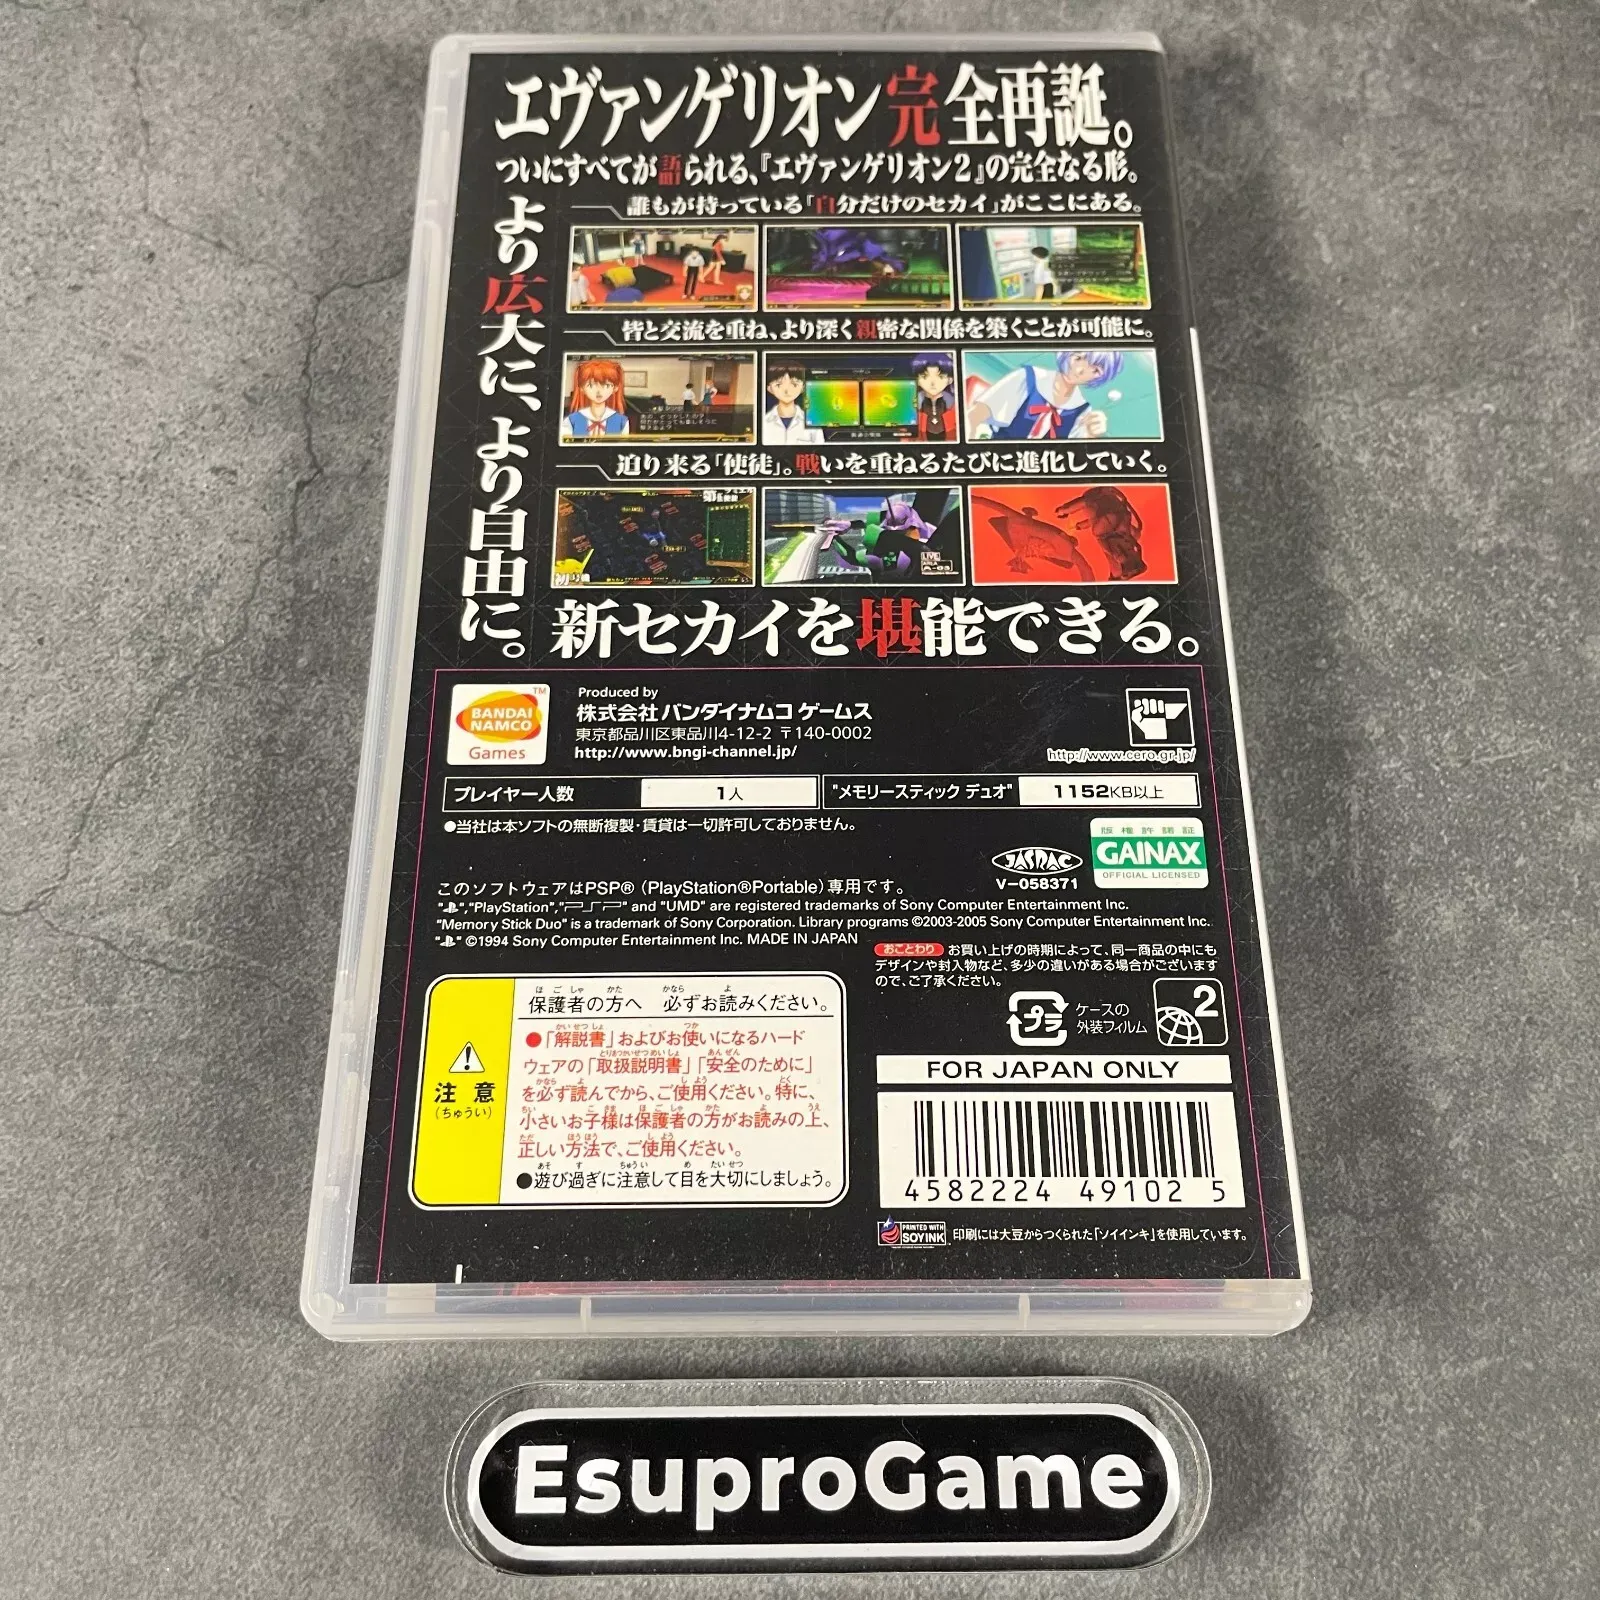 エヴァンゲリオン完全再誕。
ついにすべてが語られる、『エヴァンゲリオン2』の完全なる形。
より広大に、より自由に。
誰もが持っている「自分だけのセカイ」がここにある。
皆と交流を重ね、より深く親密な関係を築くことが可能に。
迫り来る「使徒」。戦いを重ねるたびに進化していく。
LIVE
新セカイを堪能できる。
BANDAI
NAMCO
Games
TM
Produced by
株式会社 バンダイナムコ ゲームス
東京都品川区東品川4-12-2 〒140-0002
http://www.bngi-channel.jp/
http://www.cero.gr.jp/
プレイヤー人数 1人 "メモリースティック デュオ" 1152KB以上
●当社は本ソフトの無断複製・賃貸は一切許可しておりません。
JASRAC
V-058371
版権許諾証
GAINAX
OFFICIAL LICENSED
このソフトウェアはPSP®(PlayStation®Portable)専用です。
" ","PlayStation","PSP" and "UMD" are registered trademarks of Sony Computer Entertainment Inc.
"Memory Stick Duo" is a trademark of Sony Corporation. Library programs ©2003-2005 Sony Computer Entertainment Inc.
" " ©1994 Sony Computer Entertainment Inc. MADE IN JAPAN
おことわり お買い上げの時期によって、同一商品の中にも
デザインや封入物など、多少の違いがある場合がございます
ので、ご了承ください。
プラ
ケースの
外装フィルム
2
注意
(ちゅうい)
保護者の方へ 必ずお読みください。
●「解説書」およびお使いになるハード
ウェアの「取扱説明書」「安全のために」
を必ず読んでから、ご使用ください。特に、
小さいお子様は保護者の方がお読みの上、
正しい方法で、ご使用ください。
●遊び過ぎに注意して目を大切にしましょう。
FOR JAPAN ONLY
4582224 49102 5
PRINTED WITH
SOY INK
印刷には大豆からつくられた「ソイインキ」を使用しています。
EsuproGame